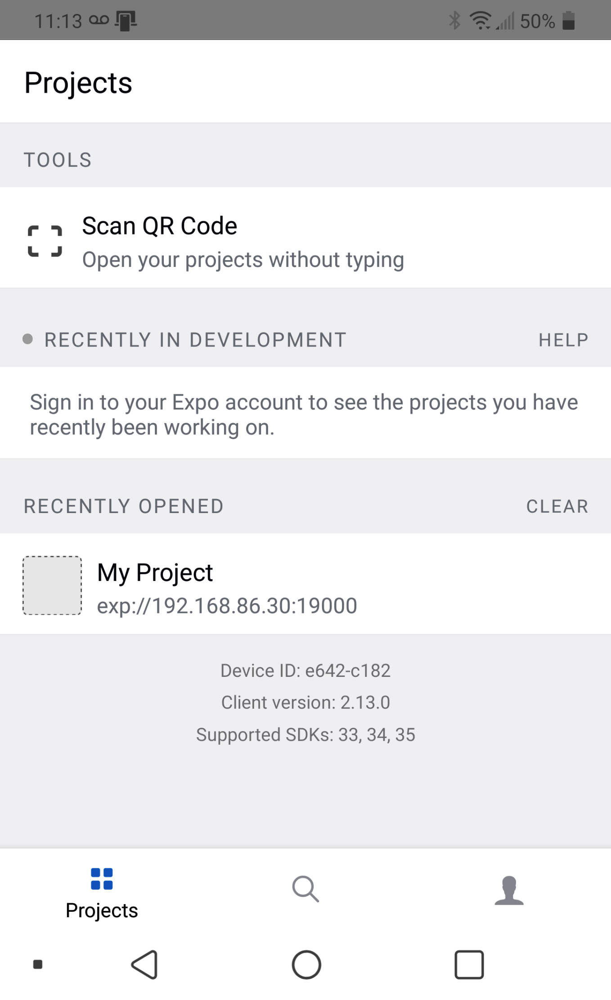 11:13
50%
Projects
TOOLS
Scan QR Code
Open your projects without typing
RECENTLY IN DEVELOPMENT
HELP
Sign in to your Expo account to see the projects you have
recently been working on.
RECENTLY OPENED
CLEAR
My Project
exp://192.168.86.30:19000
Device ID: e642-c182
Client version: 2.13.0
Supported SDKs: 33, 34, 35
Projects